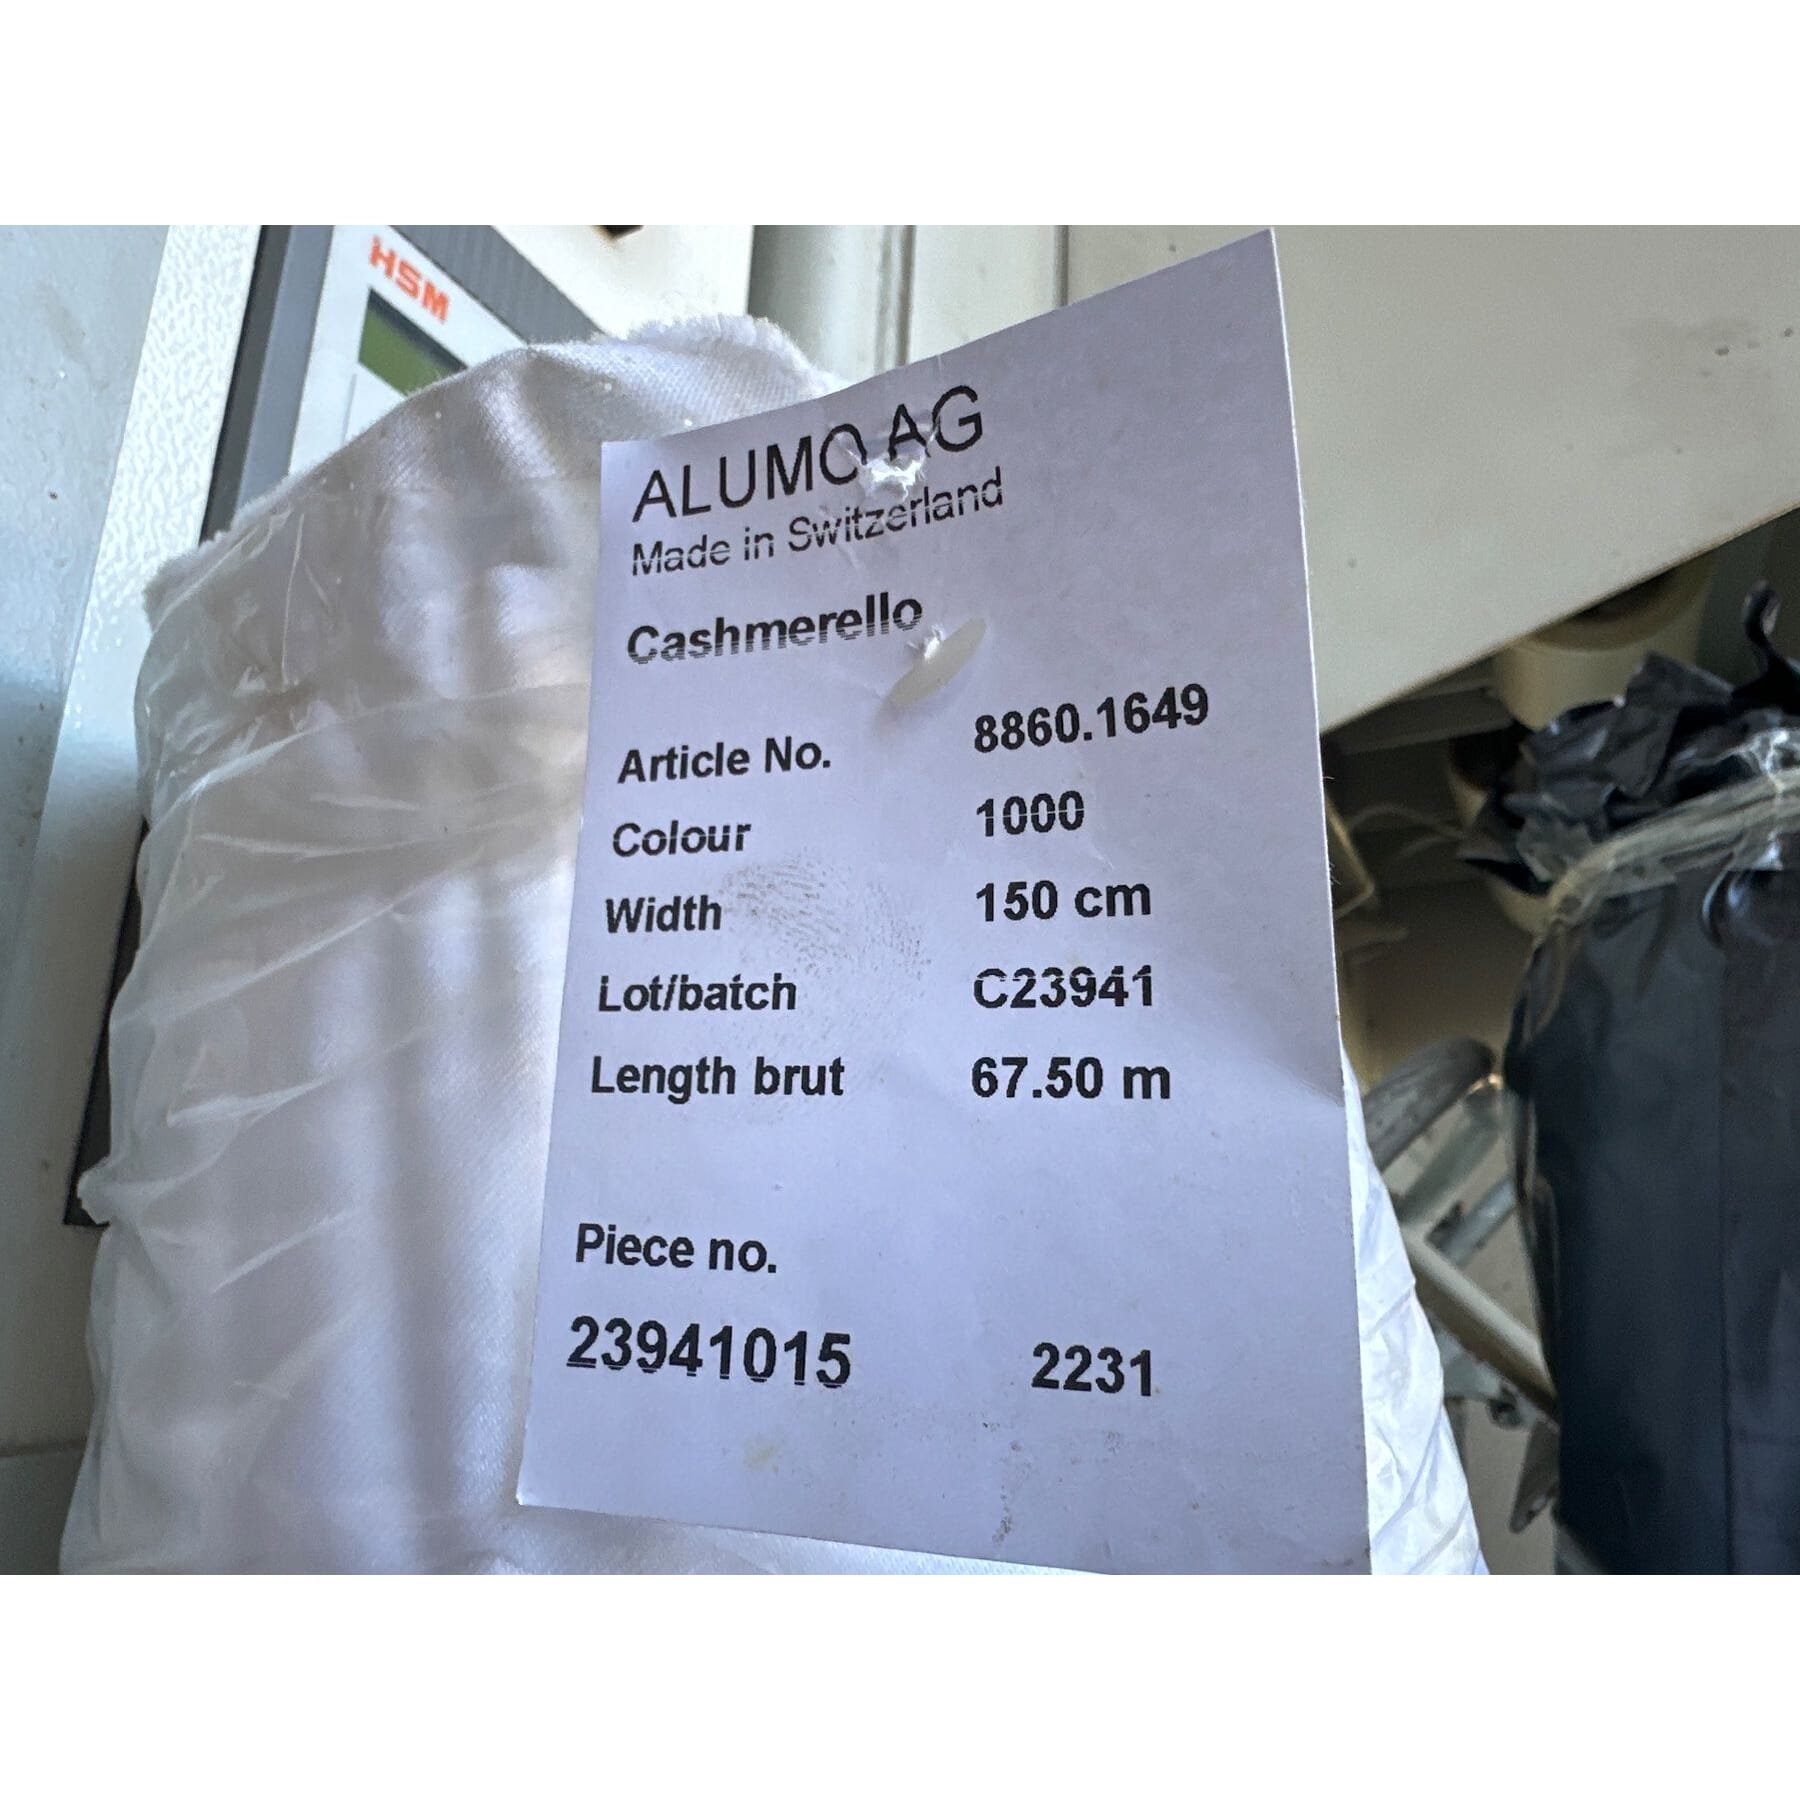 HSM
ALUMO AG
Made in Switzerland
Cashmerello
Article No. 8860.1649
Colour 1000
Width 150 cm
Lot/batch C23941
Length brut 67.50 m
Piece no.
23941015 2231